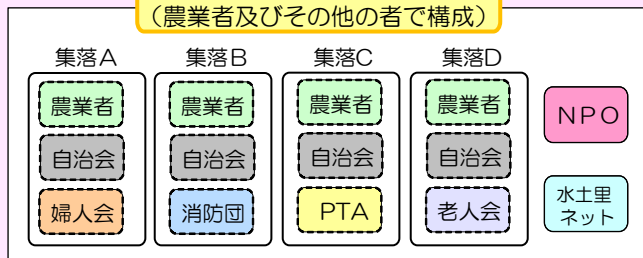 （農業者及びその他の者で構成）
集落A
集落B
集落C
集落D
農業者
農業者
農業者
農業者
自治会
自治会
自治会
自治会
婦人会
消防団
PTA
老人会
NPO
水土里
ネット